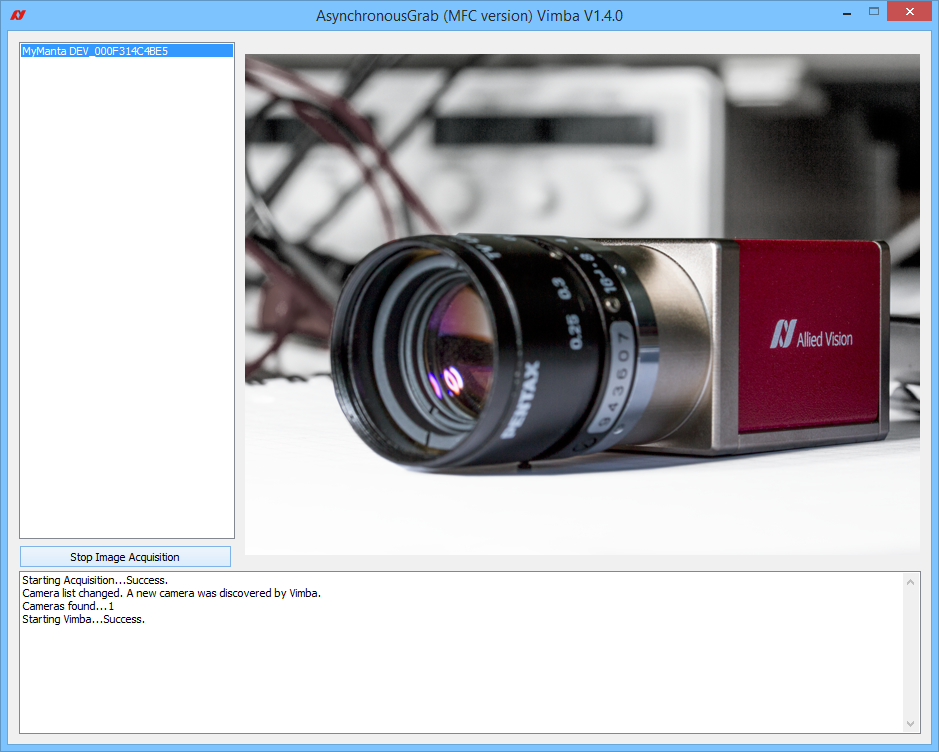 AsynchronousGrab (MFC version) Vimba V1.4.0
MyManta DEV_000F314C4BE5
0.3
0.25
943607
PENTAX
Allied Vision
Stop Image Acquisition
Starting Acquisition...Success.
Camera list changed. A new camera was discovered by Vimba.
Cameras found...1
Starting Vimba...Success.